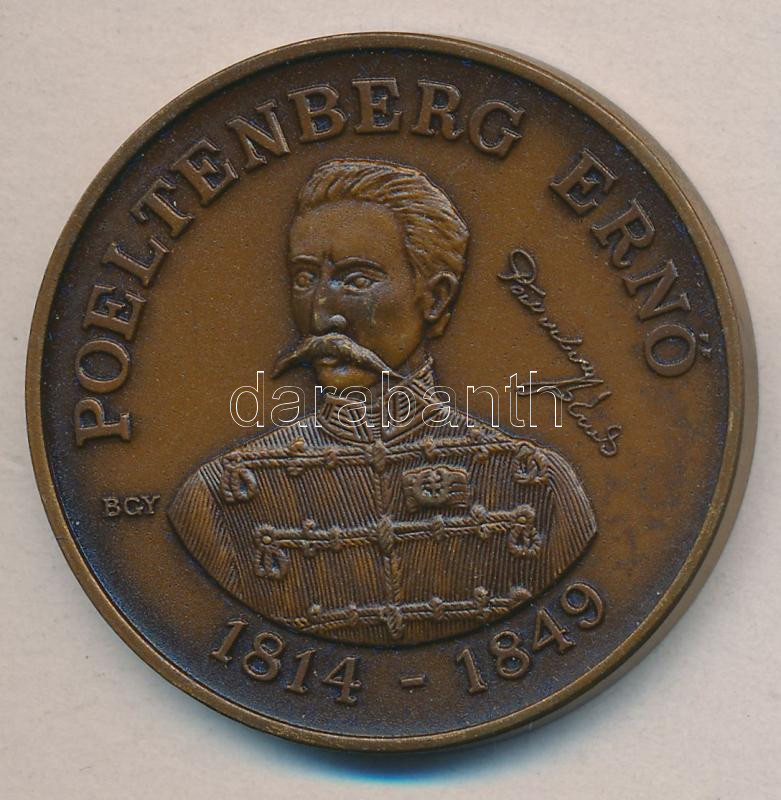 POELTENBERG ERNŐ
BGY
1814 - 1849
darabanth